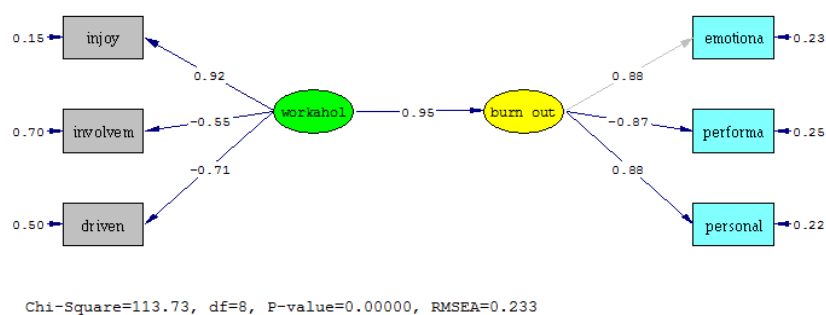 0.15
injoy
0.92
0.70
involvem
-0.55
driven
-0.71
0.50
workahol
0.95
burn out
emotiona
0.88
0.23
performa
-0.87
0.25
personal
0.88
0.22
Chi-Square=113.73, df=8, P-value=0.00000, RMSEA=0.233